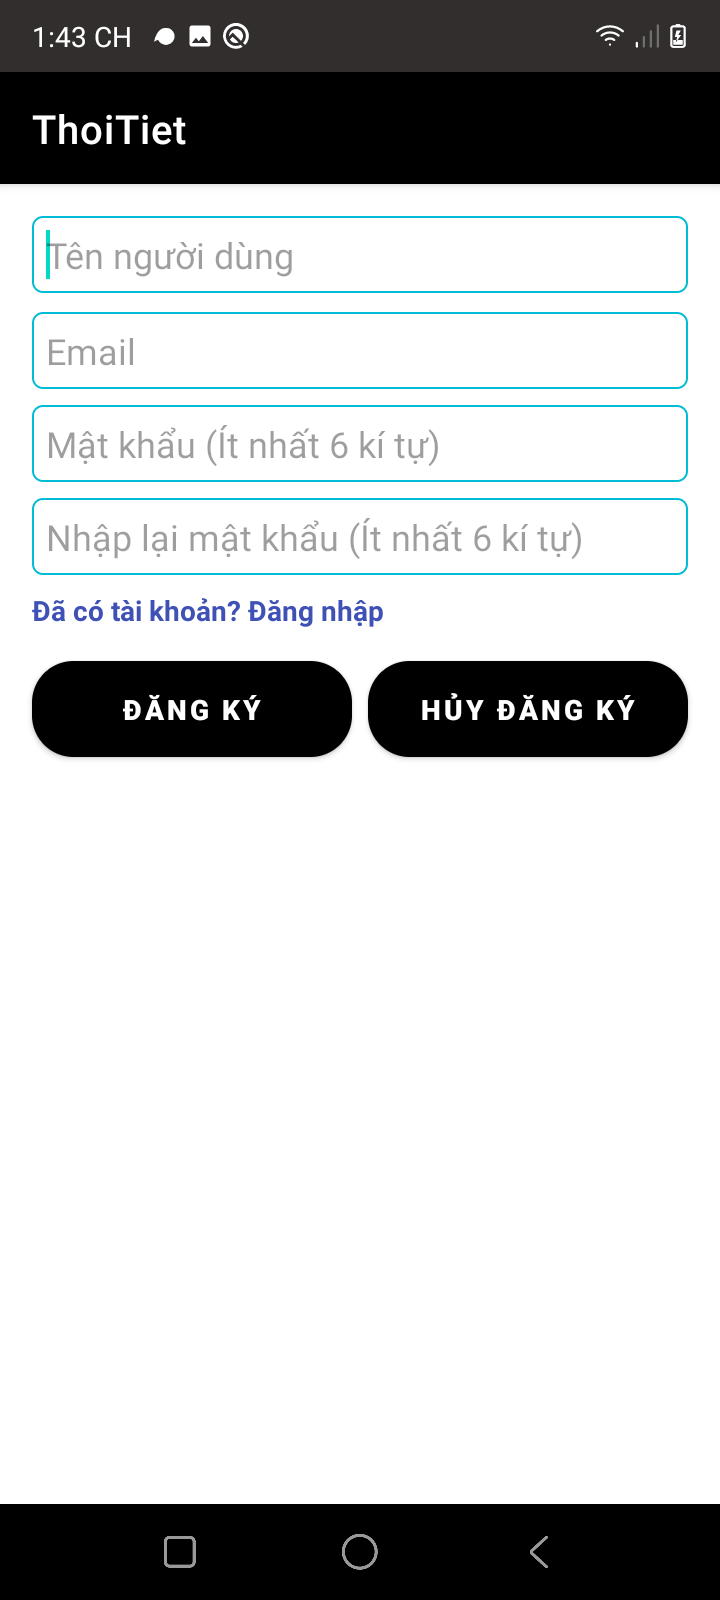 1:43 CH
ThoiTiet
Tên người dùng
Email
Mật khẩu (Ít nhất 6 kí tự)
Nhập lại mật khẩu (Ít nhất 6 kí tự)
Đã có tài khoản? Đăng nhập
ĐĂNG KÝ
HỦY ĐĂNG KÝ